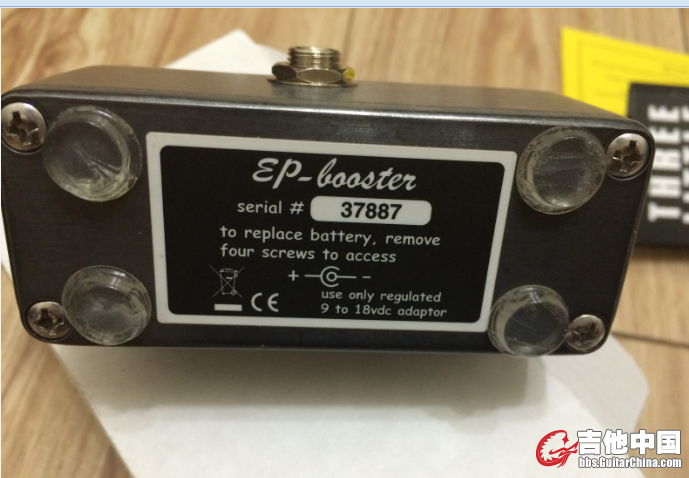 EP-booster
serial # 37887
to replace battery, remove
four screws to access
+ -
CE
use only regulated
9 to 18vdc adaptor
THREE
吉他中国
bbs.GuitarChina.com